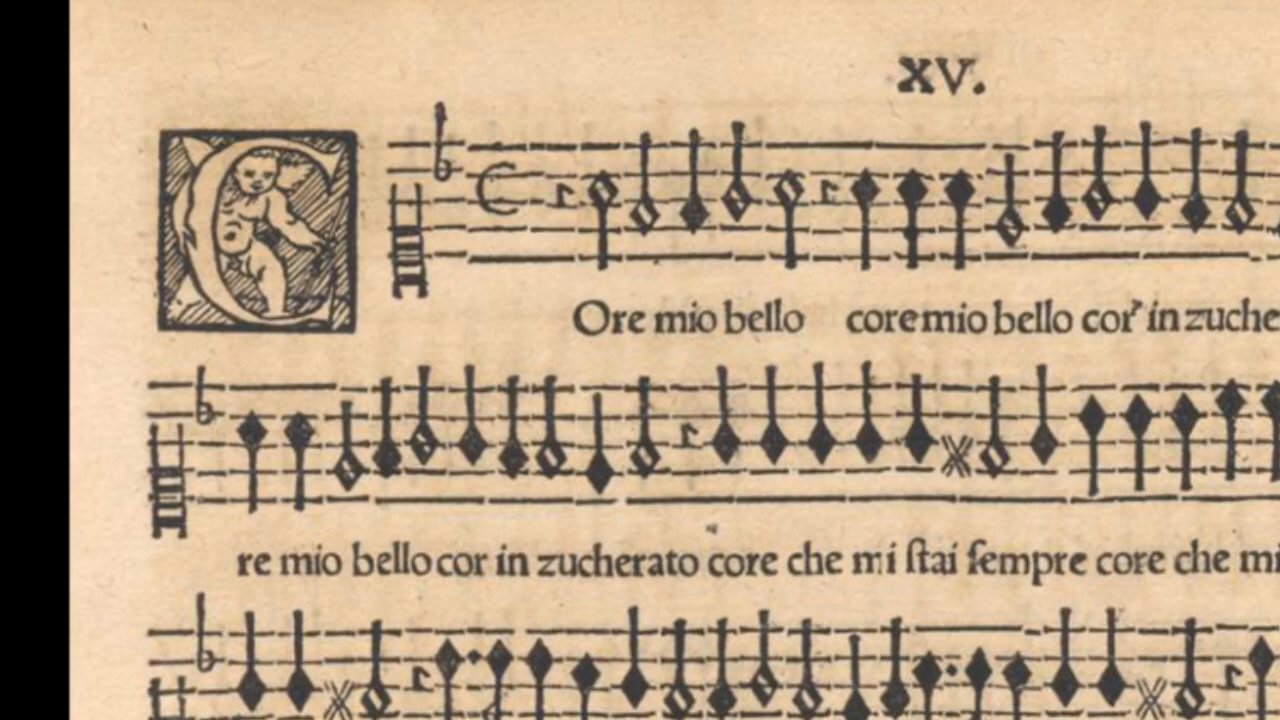 XV.
C Ore mio bello core mio bello cor' in zuche
re mio bello cor in zucherato core che mi ſtai ſempre core che mi